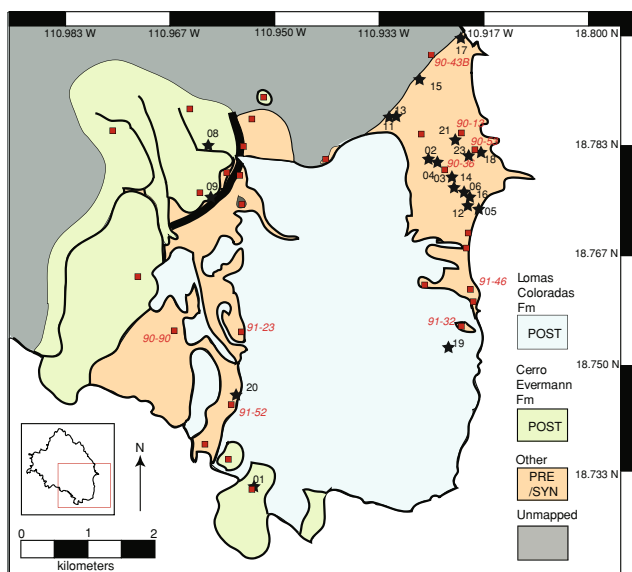 110.983 W 110.967 W 110.950 W 110.933 W 110.917 W 18.800 N
17
90-43B
15
13
11
08
21
90-12
90-51
23
18
02
90-36
04
03
14
09
06
16
12
05
18.783 N
18.767 N
91-46
91-32
19
91-23
90-90
20
91-52
01
18.750 N
18.733 N
Lomas
Coloradas
Fm
POST
Cerro
Evermann
Fm
POST
Other
PRE
/SYN
Unmapped
N
0 1 2
kilometers